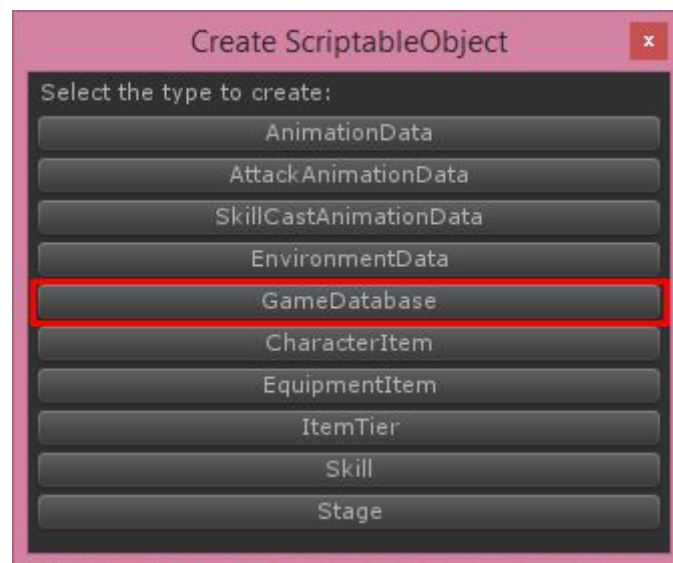 Create ScriptableObject
x
Select the type to create:
AnimationData
AttackAnimationData
SkillCastAnimationData
EnvironmentData
GameDatabase
CharacterItem
EquipmentItem
ItemTier
Skill
Stage